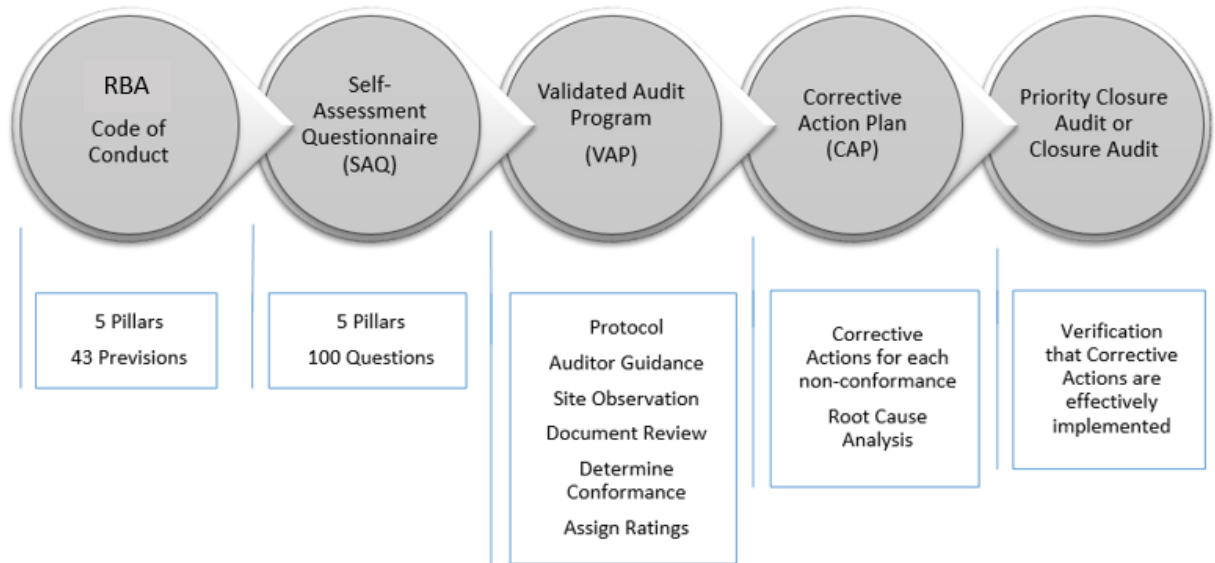 RBA
Code of
Conduct
Self-
Assessment
Questionnaire
(SAQ)
Validated Audit
Program
(VAP)
Corrective
Action Plan
(CAP)
Priority Closure
Audit or
Closure Audit
5 Pillars
43 Previsions
5 Pillars
100 Questions
Protocol
Auditor Guidance
Site Observation
Document Review
Determine
Conformance
Assign Ratings
Corrective
Actions for each
non-conformance
Root Cause
Analysis
Verification
that Corrective
Actions are
effectively
implemented